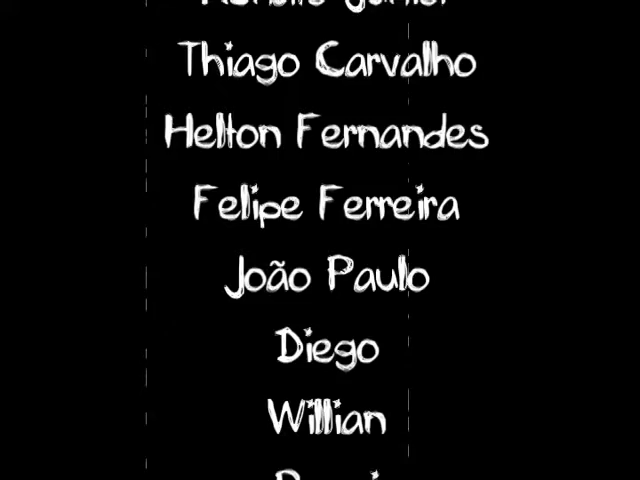 Thiago Carvalho
Helton Fernandes
Felipe Ferreira
João Paulo
Diego
Willian